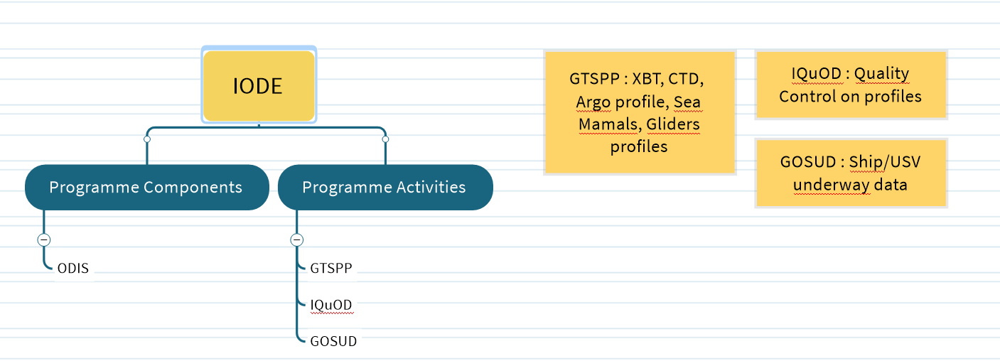 IODE
Programme Components
Programme Activities
ODIS
GTSPP
IQuOD
GOSUD
GTSPP : XBT, CTD,
Argo profile, Sea
Mamals, Gliders
profiles
IQuOD : Quality
Control on profiles
GOSUD : Ship/USV
underway data